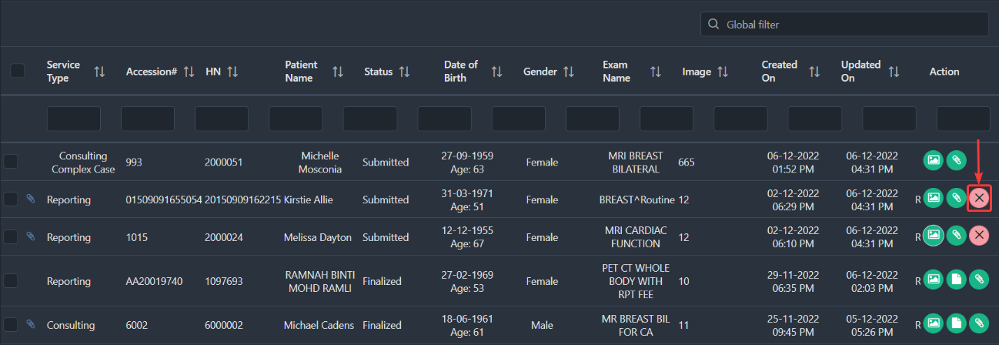 Global filter
Service Type
Accession#
HN
Patient Name
Status
Date of Birth
Gender
Exam Name
Image
Created On
Updated On
Action
Consulting Complex Case
993
2000051
Michelle Mosconia
Submitted
27-09-1959
Age: 63
Female
MRI BREAST BILATERAL
665
06-12-2022
01:52 PM
06-12-2022
04:31 PM
Reporting
01509091655054
20150909162215
Kirstie Allie
Submitted
31-03-1971
Age: 51
Female
BREAST^Routine
12
02-12-2022
06:29 PM
06-12-2022
04:31 PM
R
Reporting
1015
2000024
Melissa Dayton
Submitted
12-12-1955
Age: 67
Female
MRI CARDIAC FUNCTION
12
02-12-2022
06:10 PM
06-12-2022
04:31 PM
R
Reporting
AA20019740
1097693
RAMNAH BINTI MOHD RAMLI
Finalized
27-02-1969
Age: 53
Female
PET CT WHOLE BODY WITH RPT FEE
10
29-11-2022
06:35 PM
06-12-2022
02:03 PM
R
Consulting
6002
6000002
Michael Cadens
Finalized
18-06-1961
Age: 61
Male
MR BREAST BIL FOR CA
11
25-11-2022
09:45 PM
05-12-2022
05:26 PM
R